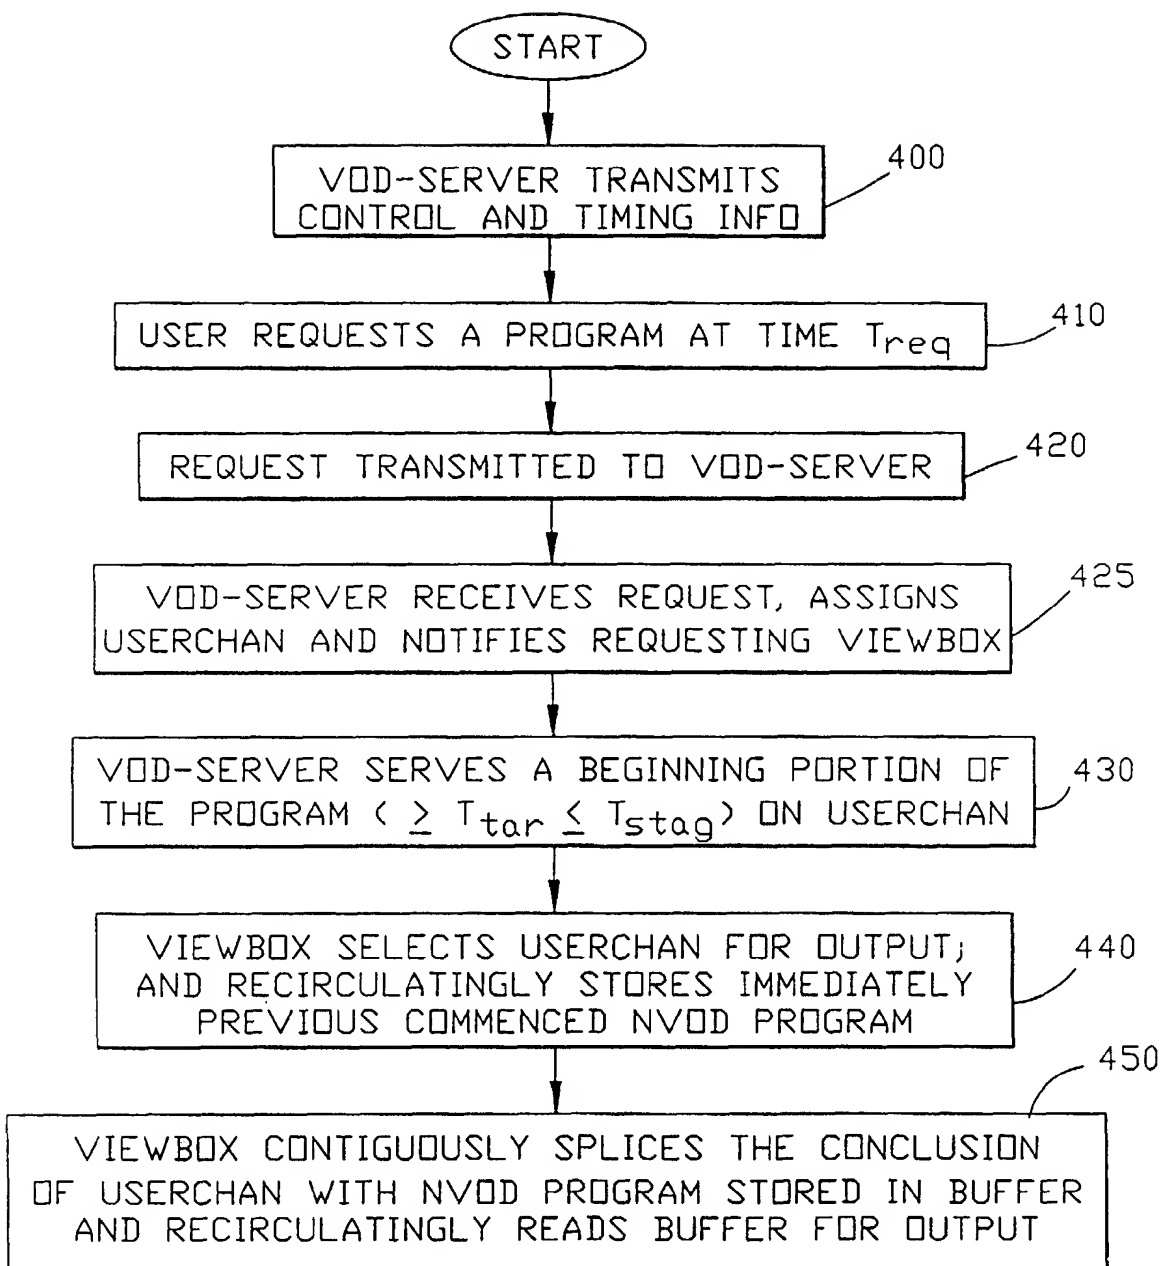 START
VOD-SERVER TRANSMITS
CONTROL AND TIMING INFO
400
USER REQUESTS A PROGRAM AT TIME Treq
410
REQUEST TRANSMITTED TO VOD-SERVER
420
VOD-SERVER RECEIVES REQUEST, ASSIGNS
USERCHAN AND NOTIFIES REQUESTING VIEWBOX
425
VOD-SERVER SERVES A BEGINNING PORTION OF
THE PROGRAM ( ≥ Ttar ≤ Tstag) ON USERCHAN
430
VIEWBOX SELECTS USERCHAN FOR OUTPUT;
AND RECIRCULATINGLY STORES IMMEDIATELY
PREVIOUS COMMENCED NVOD PROGRAM
440
VIEWBOX CONTIGUOUSLY SPLICES THE CONCLUSION
OF USERCHAN WITH NVOD PROGRAM STORED IN BUFFER
AND RECIRCULATINGLY READS BUFFER FOR OUTPUT
450